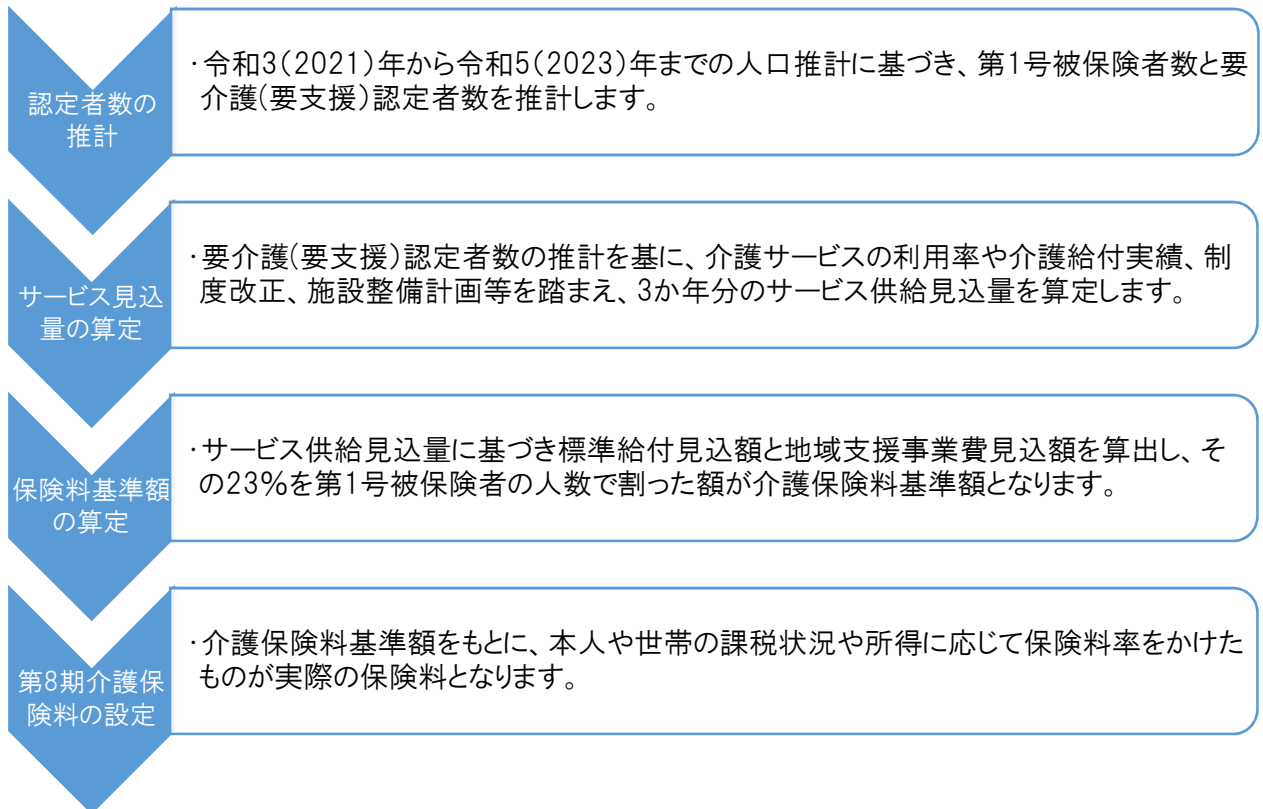 認定者数の
推計
・令和3(2021)年から令和5(2023)年までの人口推計に基づき、第1号被保険者数と要
介護(要支援)認定者数を推計します。
サービス見込
量の算定
・要介護(要支援)認定者数の推計を基に、介護サービスの利用率や介護給付実績、制
度改正、施設整備計画等を踏まえ、3か年分のサービス供給見込量を算定します。
保険料基準額
の算定
・サービス供給見込量に基づき標準給付見込額と地域支援事業費見込額を算出し、そ
の23%を第1号被保険者の人数で割った額が介護保険料基準額となります。
第8期介護保
険料の設定
・介護保険料基準額をもとに、本人や世帯の課税状況や所得に応じて保険料率をかけた
ものが実際の保険料となります。